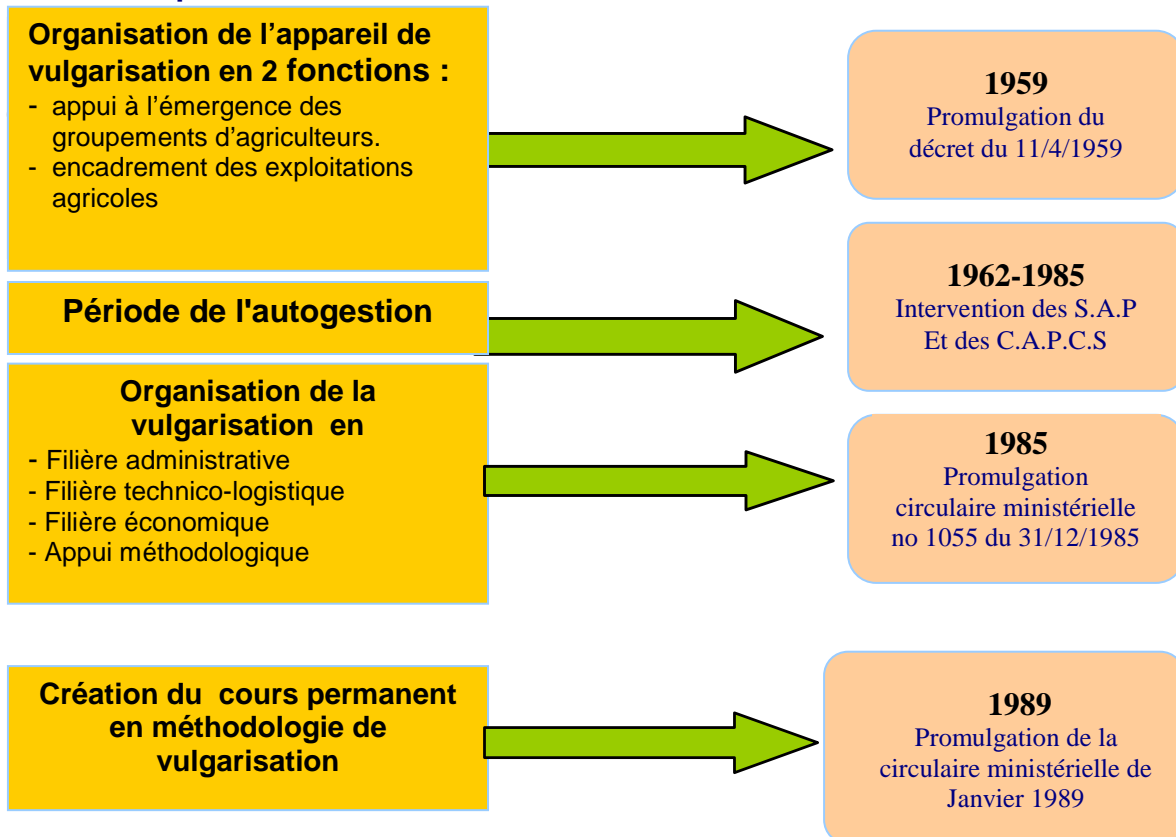 Organisation de l’appareil de
vulgarisation en 2 fonctions :
- appui à l’émergence des
groupements d’agriculteurs.
- encadrement des exploitations
agricoles
1959
Promulgation du
décret du 11/4/1959
Période de l'autogestion
1962-1985
Intervention des S.A.P
Et des C.A.P.C.S
Organisation de la
vulgarisation en
- Filière administrative
- Filière technico-logistique
- Filière économique
- Appui méthodologique
1985
Promulgation
circulaire ministérielle
no 1055 du 31/12/1985
Création du cours permanent
en méthodologie de
vulgarisation
1989
Promulgation de la
circulaire ministérielle de
Janvier 1989